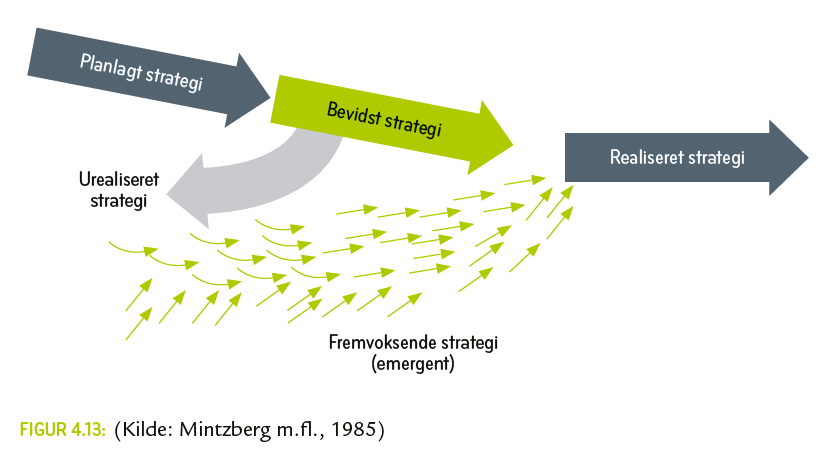 Planlagt strategi
Bevidst strategi
Realiseret strategi
Urealiseret
strategi
Fremvoksende strategi
(emergent)
FIGUR 4.13: (Kilde: Mintzberg m.fl., 1985)